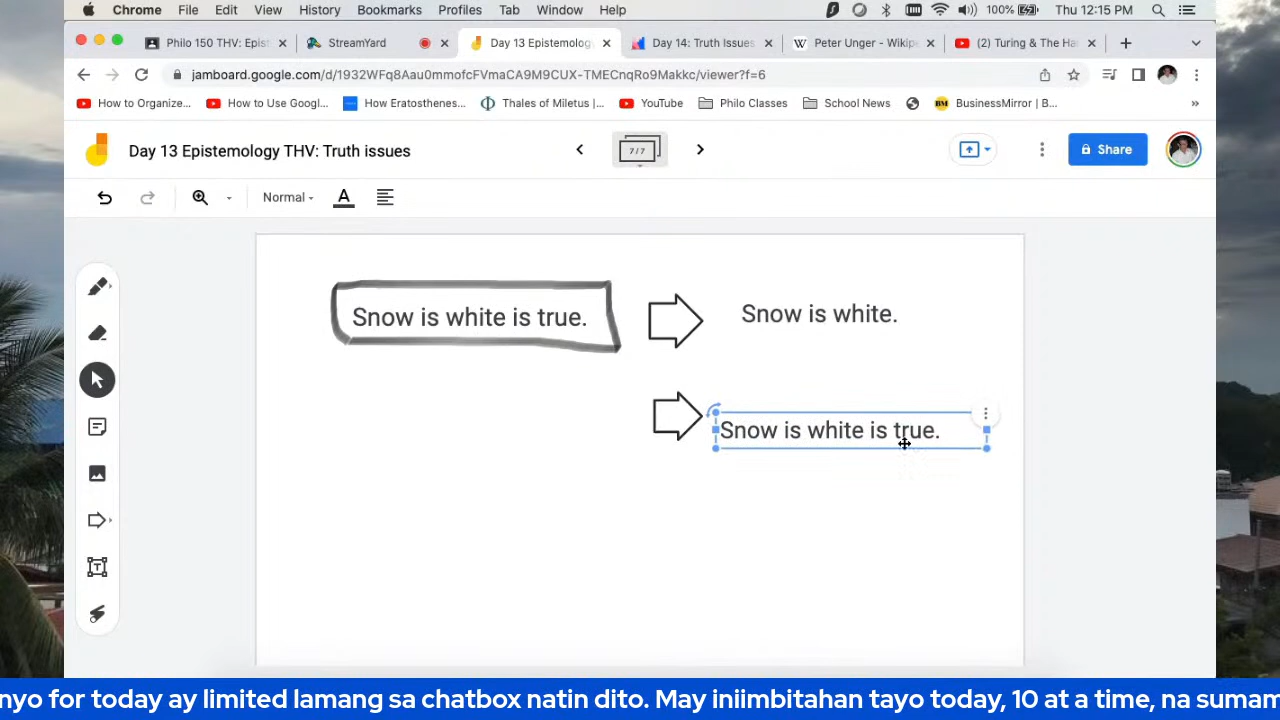 Chrome File Edit View History Bookmarks Profiles Tab Window Help 100% Thu 12:15 PM
Philo 150 THV: Epist StreamYard Day 13 Epistemology Day 14: Truth Issues Peter Unger - Wikip (2) Turing & The Ha
jamboard.google.com/d/1932WFq8Aau0mmofcFVmaCA9M9CUX-TMECnqRo9Makkc/viewer?f=6
How to Organize... How to Use Googl... How Eratosthenes... Thales of Miletus |... YouTube Philo Classes School News BM BusinessMirror | B... »
Day 13 Epistemology THV: Truth issues 7 / 7 Share
Normal A
Snow is white is true. Snow is white.
Snow is white is true.
T
nyo for today ay limited lamang sa chatbox natin dito. May iniimbitahan tayo today, 10 at a time, na sumam